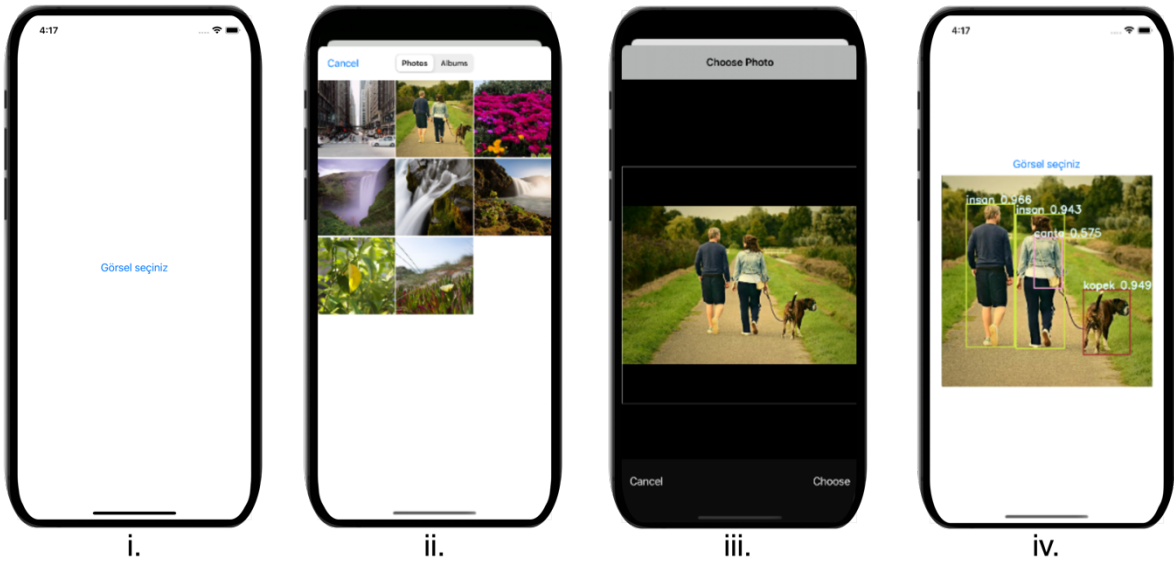 4:17
Görsel seçiniz
i.
Cancel Photos Albums
ii.
Choose Photo
Cancel Choose
iii.
4:17
Görsel seçiniz
insan 0.966
insan 0.943
canta 0.575
kopek 0.949
iv.